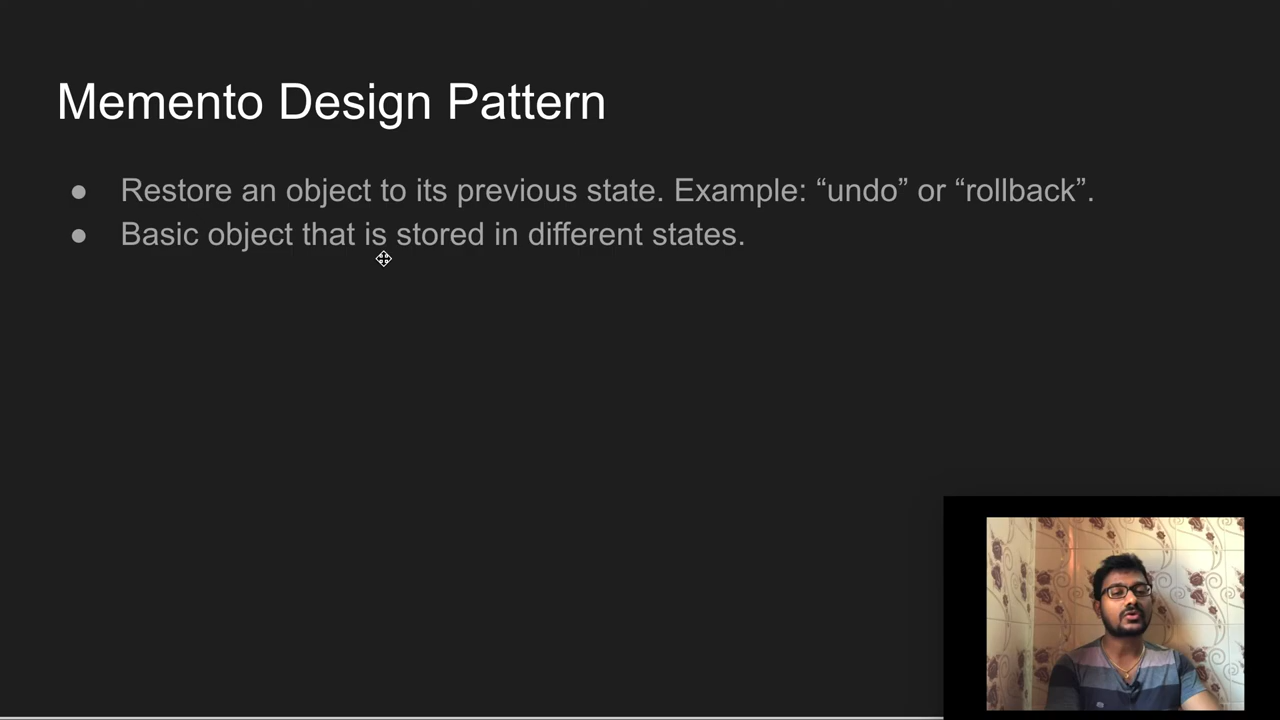 Memento Design Pattern
● Restore an object to its previous state. Example: “undo” or “rollback”.
● Basic object that is stored in different states.